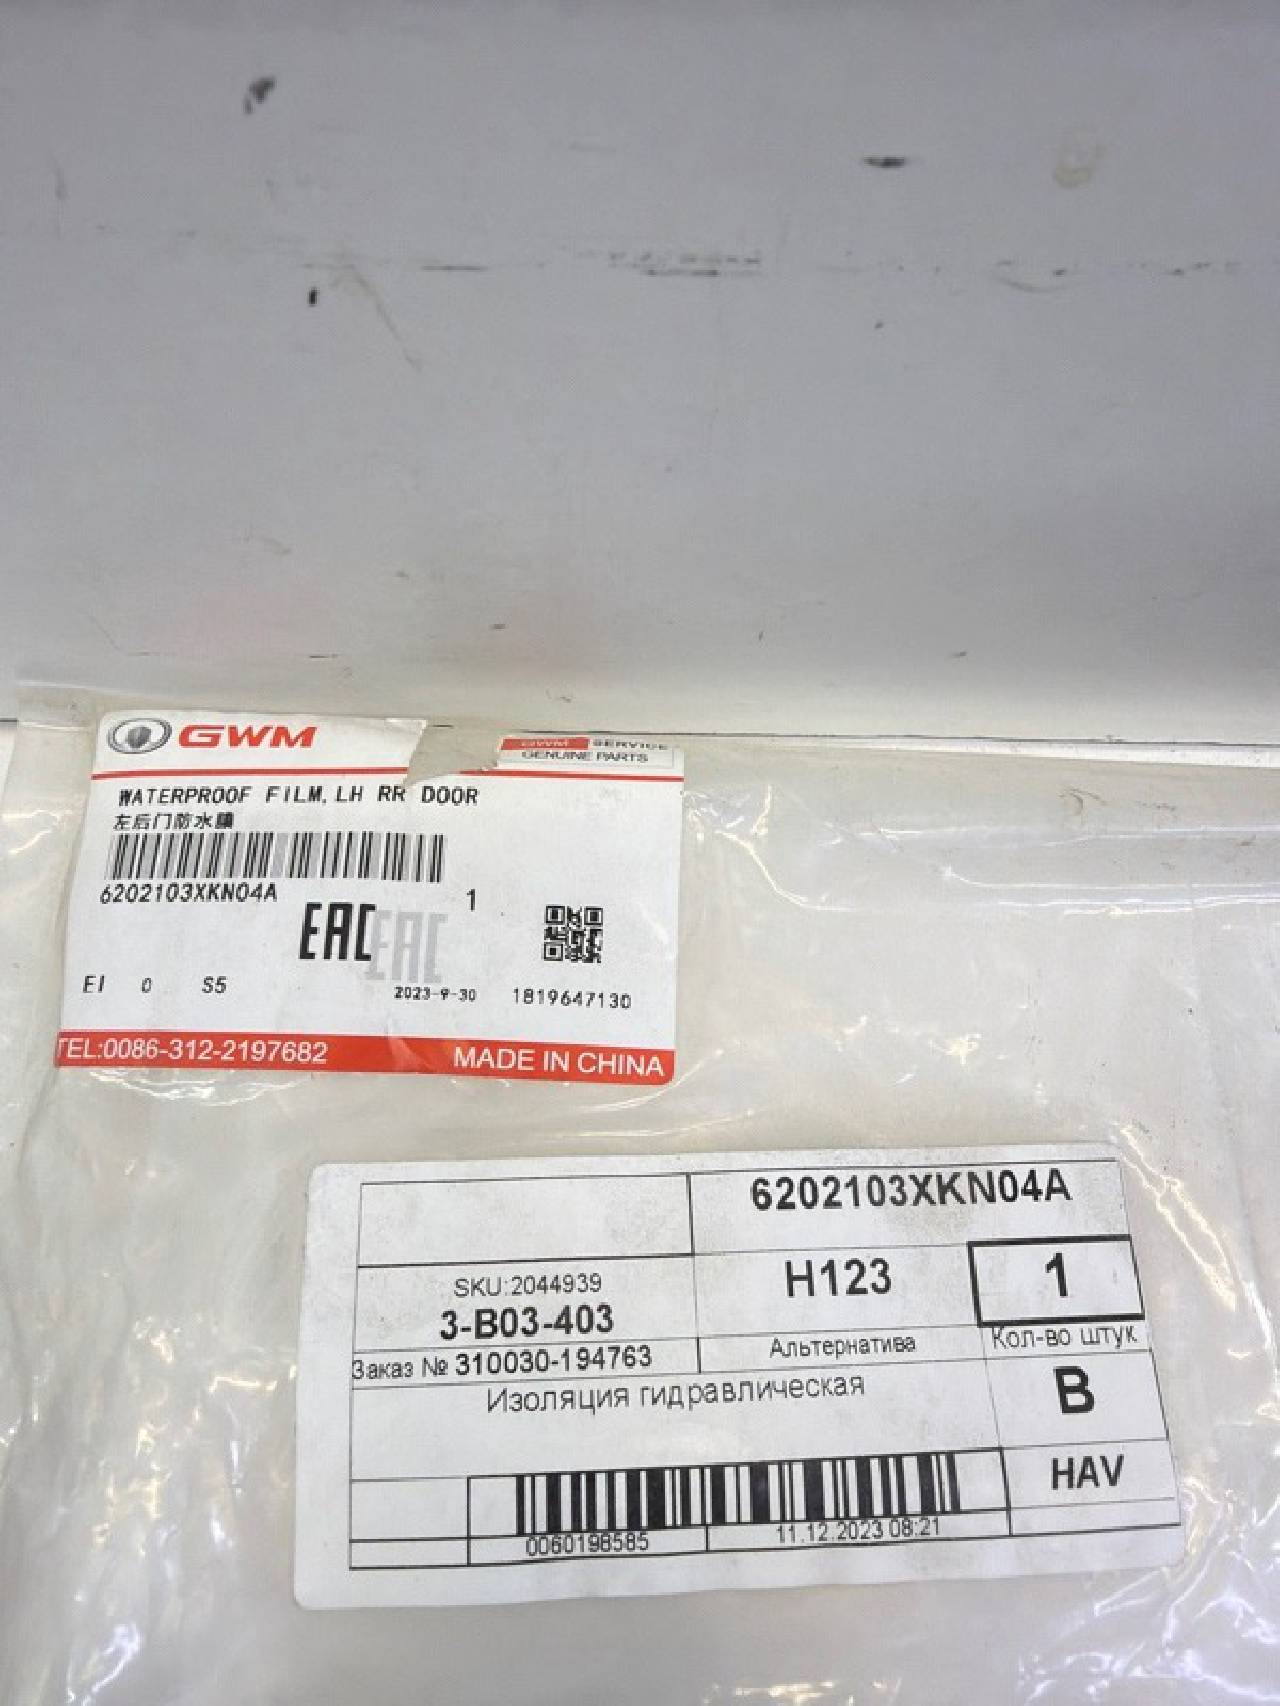 GWM
GWM SERVICE
GENUINE PARTS
WATERPROOF FILM, LH RR DOOR
左后门防水膜
6202103XKN04A
1
EAC EAC
EI 0 S5
2023-9-30 1819647130
TEL:0086-312-2197682 MADE IN CHINA
6202103XKN04A
SKU:2044939 H123 1
3-B03-403
Заказ № 310030-194763 Альтернатива Кол-во штук
Изоляция гидравлическая B
HAV
0060198585 11.12.2023 08:21